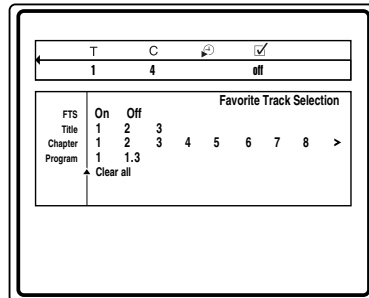 T C
1 4 off
Favorite Track Selection
FTS On Off
Title 1 2 3
Chapter 1 2 3 4 5 6 7 8 >
Program 1 1.3
Clear all